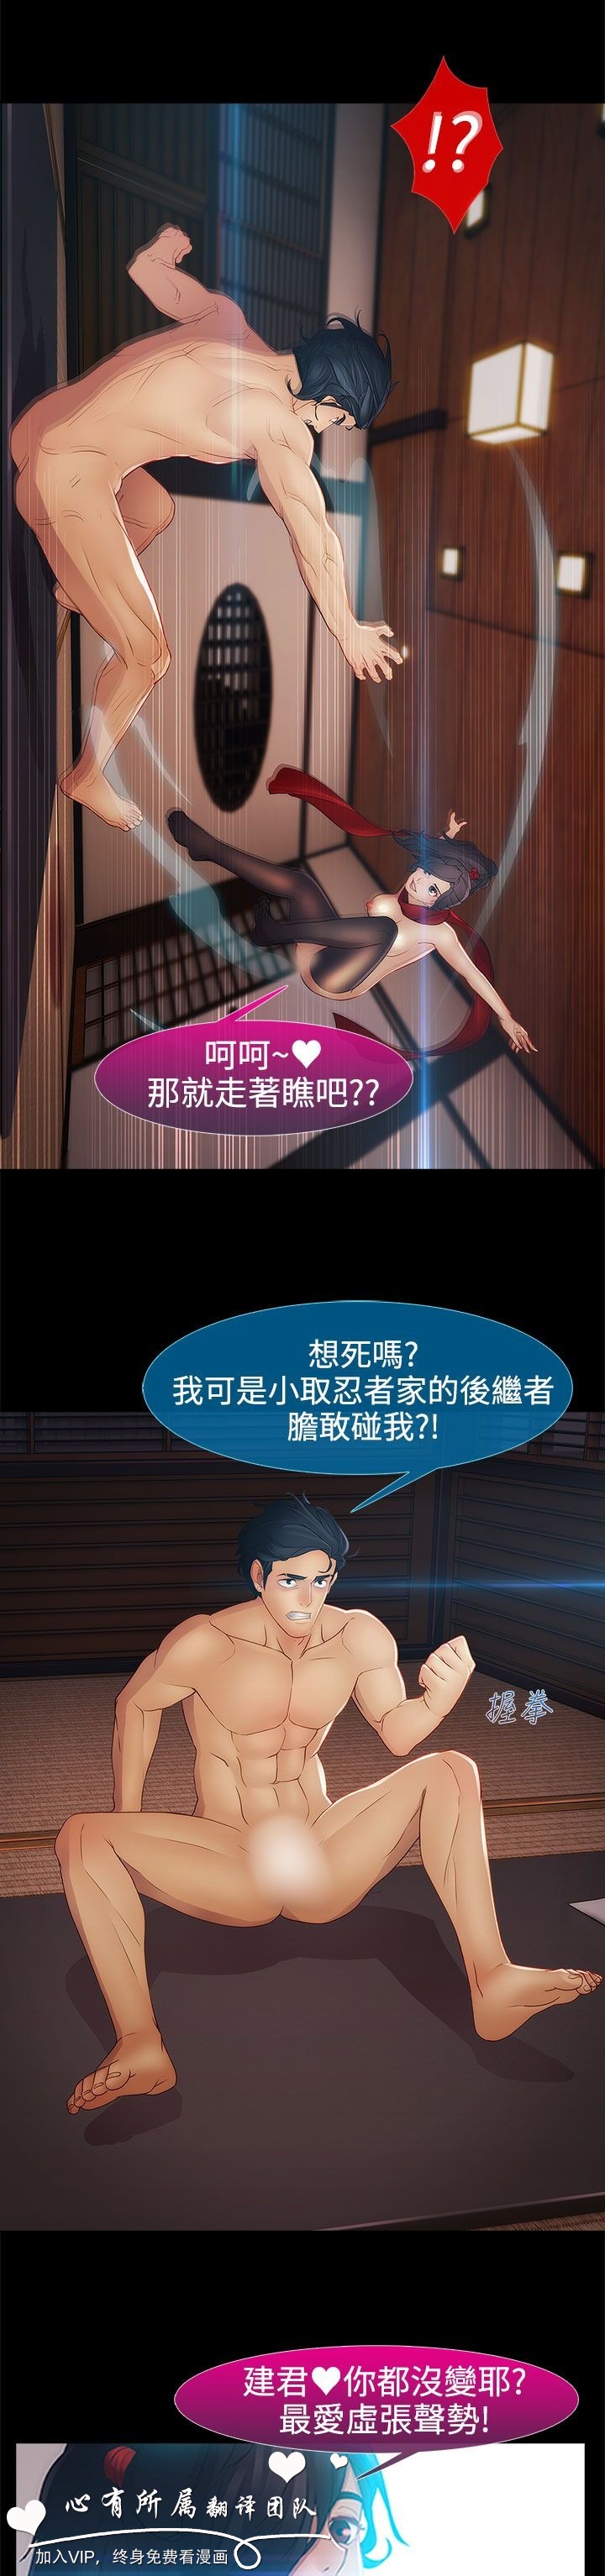 !?
呵呵~♥
那就走著瞧吧??
想死嗎?
我可是小取忍者家的後繼者
膽敢碰我?!
握拳
建君♥你都沒變耶?
最愛虛張聲勢!
心有所属翻译团队
加入VIP，终身免费看漫画